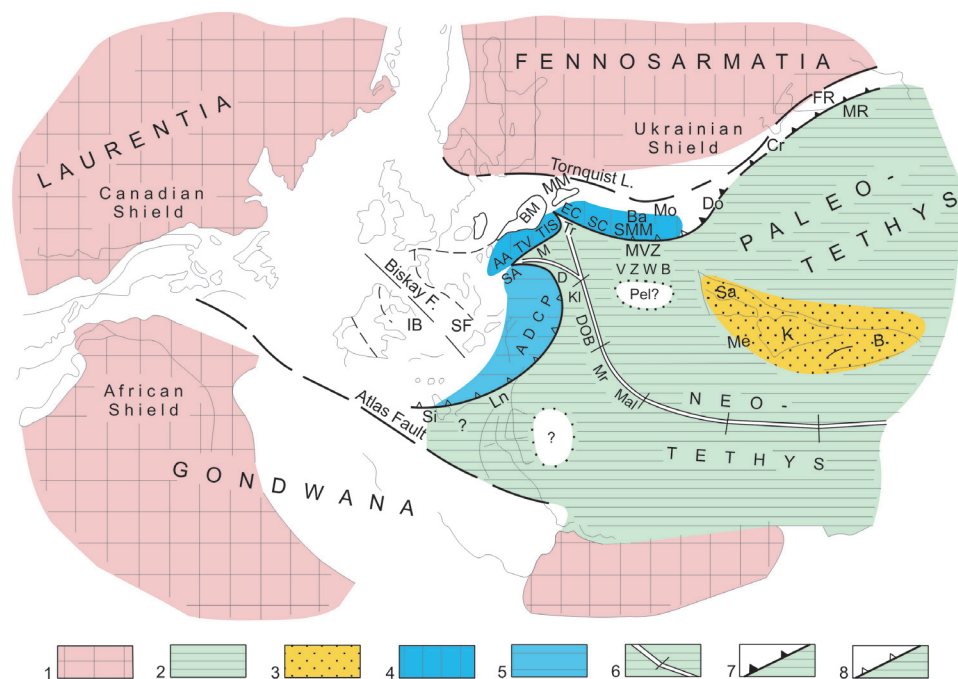 FENNOSARMATIA
LAURENTIA
Canadian
Shield
Ukrainian
Shield
FR
MR
Cr
Tornquist L.
MM
BM
EC
SC
Ba
Mo
SMM
Do
PALEO-
TETHYS
AA
TV
TIS
Tr
MVZ
VZWB
Pel?
SA
M
D
Kl
DOB
Mr
Mal
Biskay F.
IB
SF
ADCP
Sa.
Me.
K
B.
NEO-
TETHYS
African
Shield
Atlas Fault
Si
Ln
?
?
GONDWANA
1
2
3
4
5
6
7
8